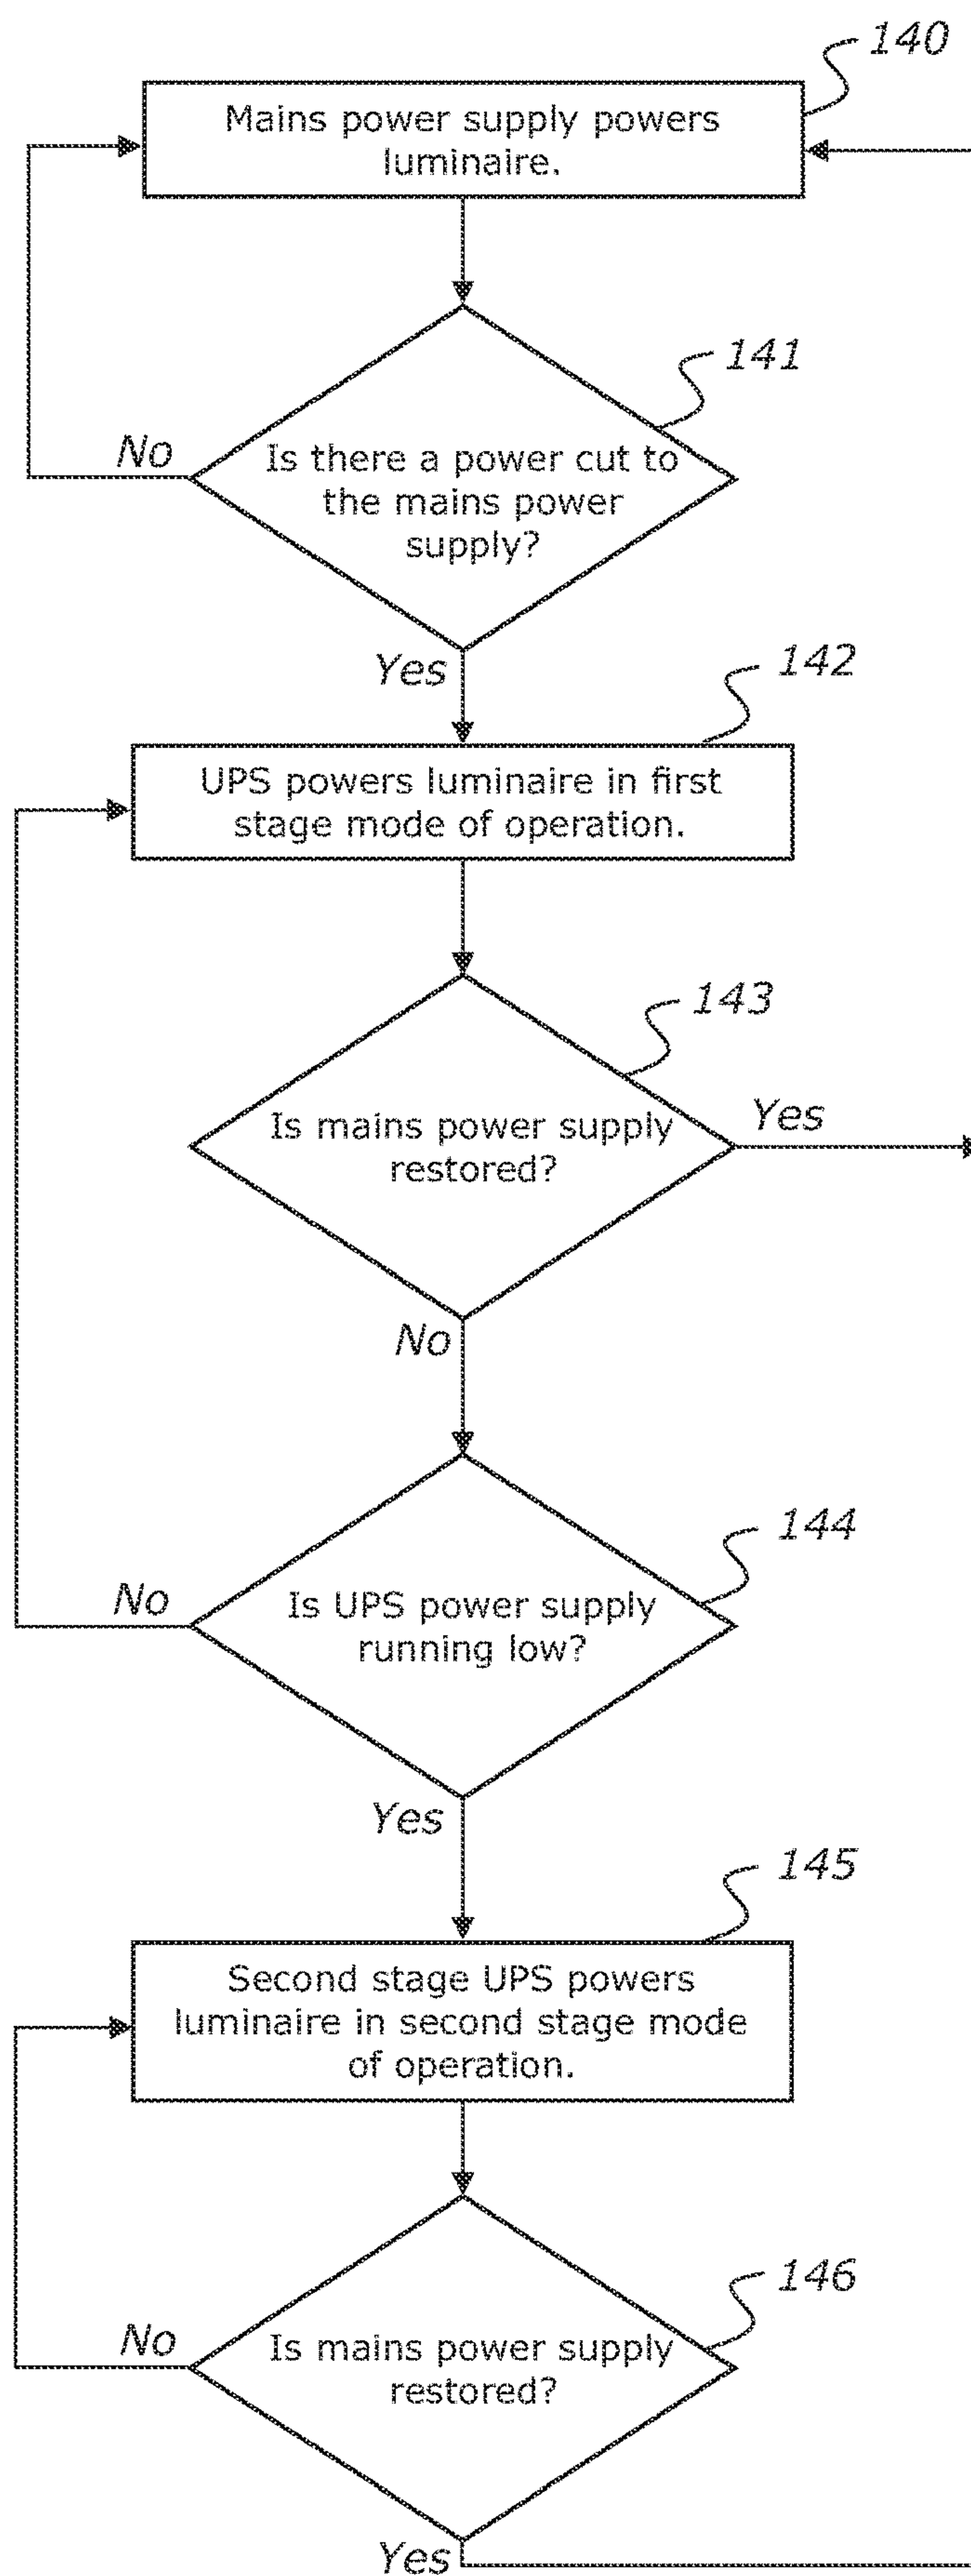 140
Mains power supply powers
luminaire.
141
No
Is there a power cut to
the mains power
supply?
Yes
142
UPS powers luminaire in first
stage mode of operation.
143
Is mains power supply
restored?
Yes
No
144
No
Is UPS power supply
running low?
Yes
145
Second stage UPS powers
luminaire in second stage mode
of operation.
146
No
Is mains power supply
restored?
Yes